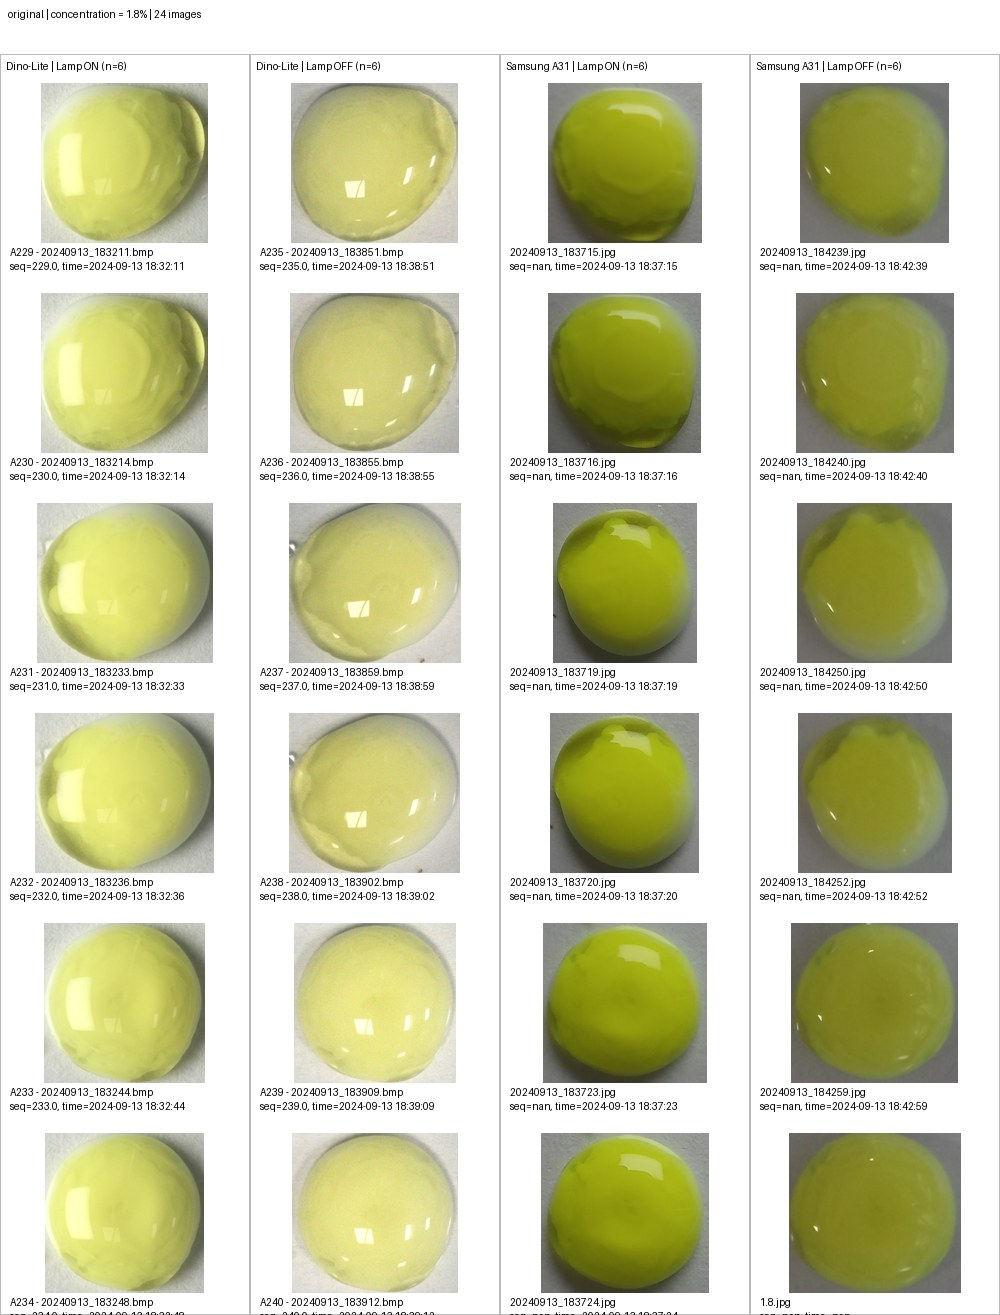 original | concentration = 1.8% | 24 images
Dino-Lite | Lamp ON (n=6)
Dino-Lite | Lamp OFF (n=6)
Samsung A31 | Lamp ON (n=6)
Samsung A31 | Lamp OFF (n=6)
A229 - 20240913_183211.bmp
seq=229.0, time=2024-09-13 18:32:11
A235 - 20240913_183851.bmp
seq=235.0, time=2024-09-13 18:38:51
20240913_183715.jpg
seq=nan, time=2024-09-13 18:37:15
20240913_184239.jpg
seq=nan, time=2024-09-13 18:42:39
A230 - 20240913_183214.bmp
seq=230.0, time=2024-09-13 18:32:14
A236 - 20240913_183855.bmp
seq=236.0, time=2024-09-13 18:38:55
20240913_183716.jpg
seq=nan, time=2024-09-13 18:37:16
20240913_184240.jpg
seq=nan, time=2024-09-13 18:42:40
A231 - 20240913_183233.bmp
seq=231.0, time=2024-09-13 18:32:33
A237 - 20240913_183859.bmp
seq=237.0, time=2024-09-13 18:38:59
20240913_183719.jpg
seq=nan, time=2024-09-13 18:37:19
20240913_184250.jpg
seq=nan, time=2024-09-13 18:42:50
A232 - 20240913_183236.bmp
seq=232.0, time=2024-09-13 18:32:36
A238 - 20240913_183902.bmp
seq=238.0, time=2024-09-13 18:39:02
20240913_183720.jpg
seq=nan, time=2024-09-13 18:37:20
20240913_184252.jpg
seq=nan, time=2024-09-13 18:42:52
A233 - 20240913_183244.bmp
seq=233.0, time=2024-09-13 18:32:44
A239 - 20240913_183909.bmp
seq=239.0, time=2024-09-13 18:39:09
20240913_183723.jpg
seq=nan, time=2024-09-13 18:37:23
20240913_184259.jpg
seq=nan, time=2024-09-13 18:42:59
A234 - 20240913_183248.bmp
A240 - 20240913_183912.bmp
20240913_183724.jpg
1.8.jpg